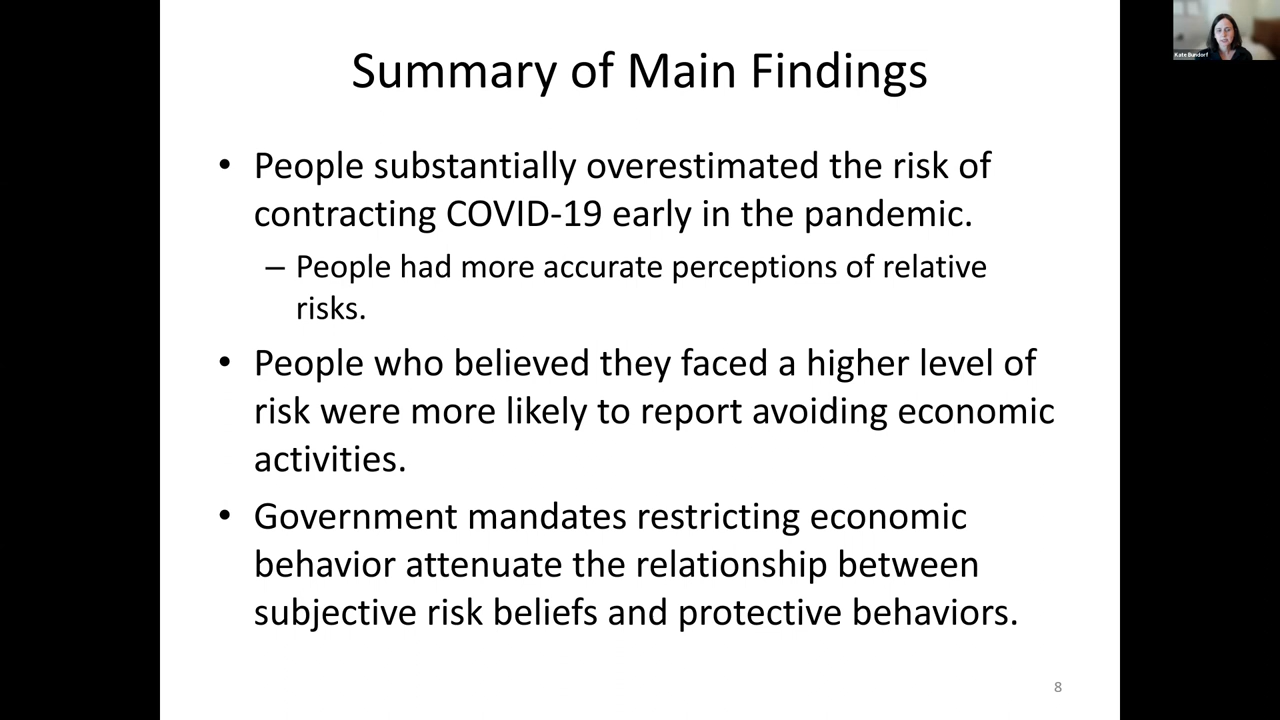 Summary of Main Findings
Kate Bundorf
• People substantially overestimated the risk of
contracting COVID-19 early in the pandemic.
– People had more accurate perceptions of relative
risks.
• People who believed they faced a higher level of
risk were more likely to report avoiding economic
activities.
• Government mandates restricting economic
behavior attenuate the relationship between
subjective risk beliefs and protective behaviors.
8